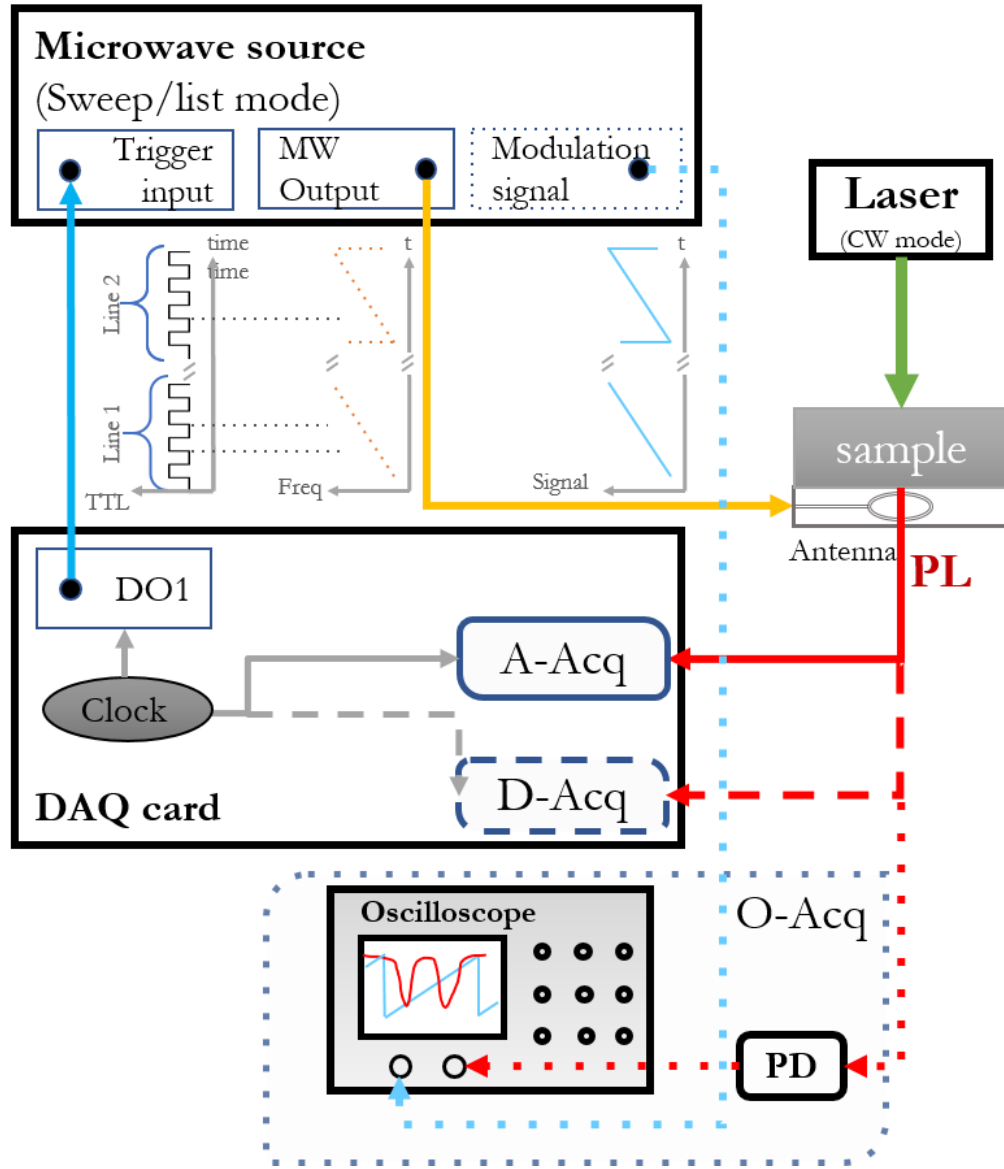 Microwave source
(Sweep/list mode)
Trigger
input
MW
Output
Modulation
signal
Laser
(CW mode)
time
time
t
t
Line 2
Line 1
TTL
Freq
Signal
sample
Antenna
PL
DO1
A-Acq
Clock
D-Acq
DAQ card
Oscilloscope
O-Acq
PD